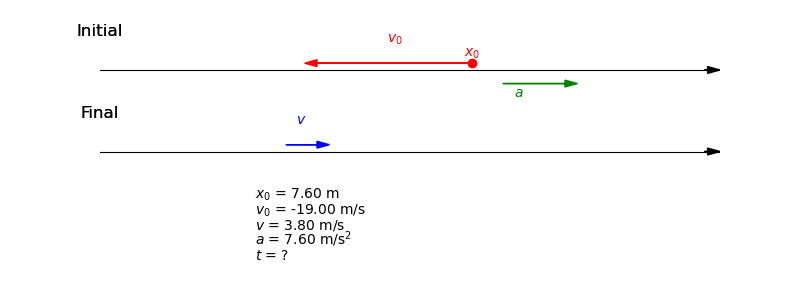 Initial
v₀
x₀
a
Final
v
x₀ = 7.60 m
v₀ = -19.00 m/s
v = 3.80 m/s
a = 7.60 m/s²
t = ?